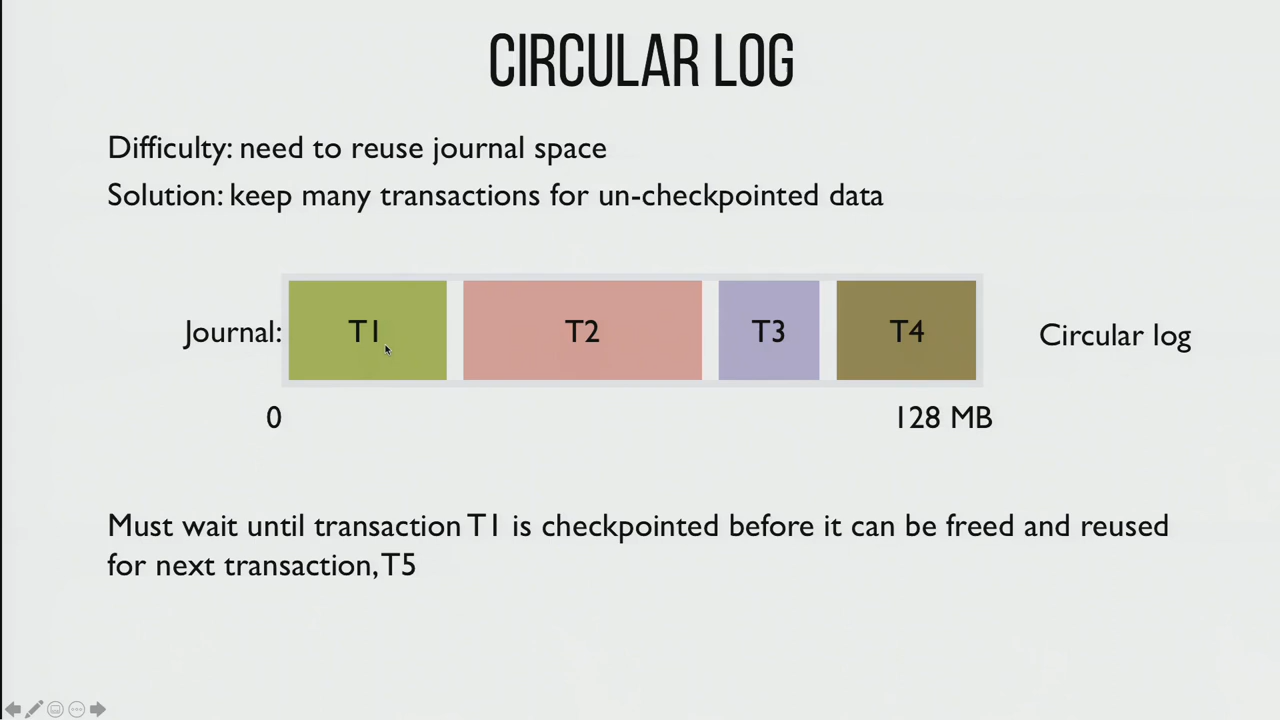 CIRCULAR LOG
Difficulty: need to reuse journal space
Solution: keep many transactions for un-checkpointed data
Journal: T1 T2 T3 T4 Circular log
0 128 MB
Must wait until transaction T1 is checkpointed before it can be freed and reused
for next transaction, T5